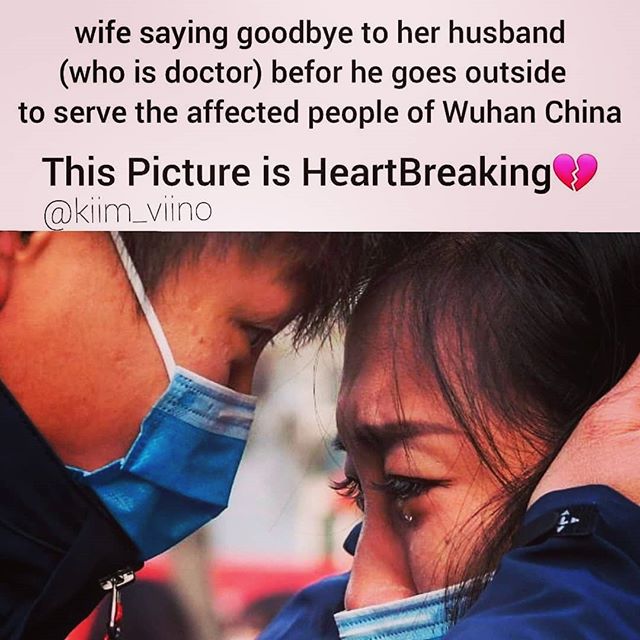 wife saying goodbye to her husband
(who is doctor) befor he goes outside
to serve the affected people of Wuhan China
This Picture is HeartBreaking💔
@kiim_viino